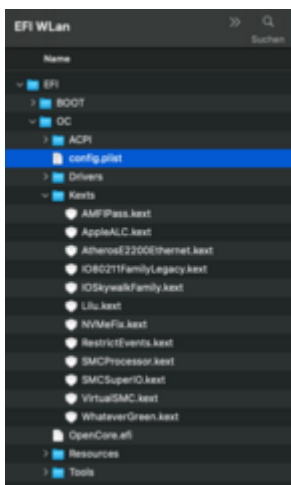 EFI WLan
Suchen
Name
EFI
BOOT
OC
ACPI
config.plist
Drivers
Kexts
AMFIPass.kext
AppleALC.kext
AtherosE2200Ethernet.kext
IO80211FamilyLegacy.kext
IOSkywalkFamily.kext
Lilu.kext
NVMeFix.kext
RestrictEvents.kext
SMCProcessor.kext
SMCSuperIO.kext
VirtualSMC.kext
WhateverGreen.kext
OpenCore.efi
Resources
Tools